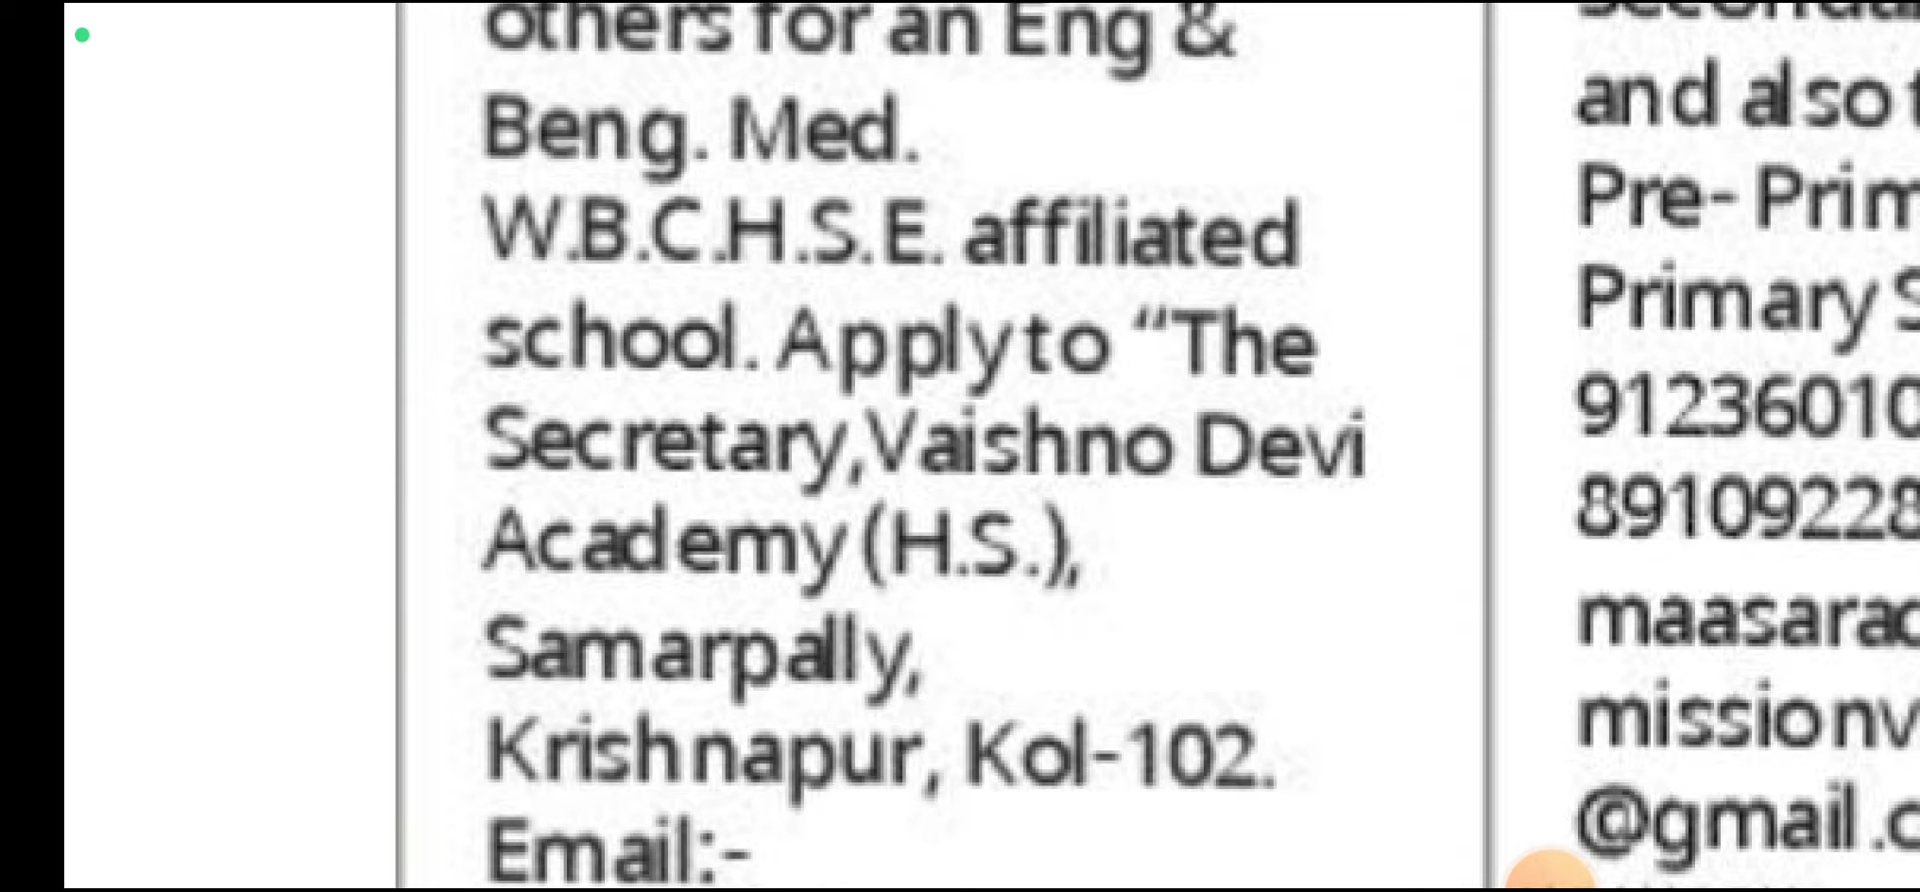 others for an Eng &
Beng. Med.
W.B.C.H.S.E. affiliated
school. Apply to “The
Secretary,Vaishno Devi
Academy (H.S.),
Samarpally,
Krishnapur, Kol-102.
Email:-
and also
Pre- Prim
Primary S
91236010
89109228
maasarad
missionv
@gmail.c